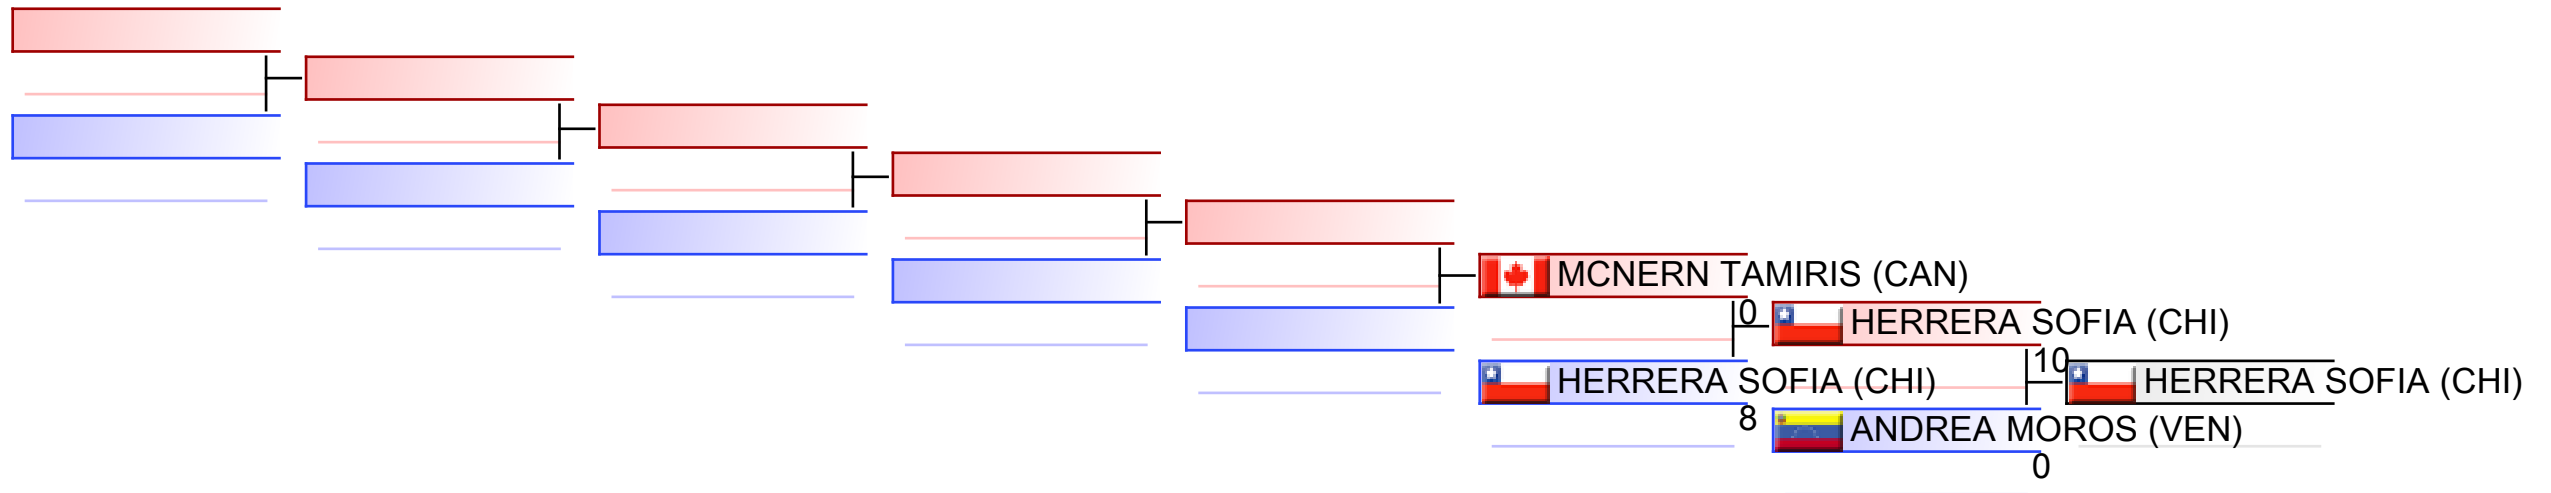 MCNERN TAMIRIS (CAN)
0
HERRERA SOFIA (CHI)
8
HERRERA SOFIA (CHI)
10
ANDREA MOROS (VEN)
0
HERRERA SOFIA (CHI)